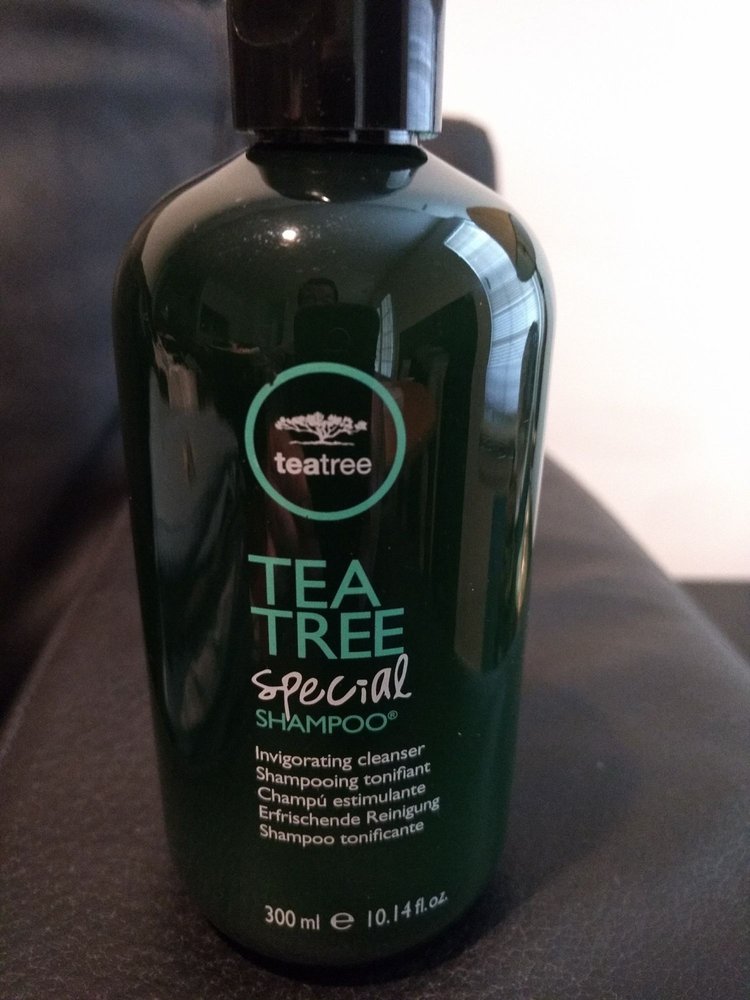 teatree
TEA
TREE
special
SHAMPOO®
Invigorating cleanser
Shampooing tonifiant
Champú estimulante
Erfrischende Reinigung
Shampoo tonificante
300 ml ℮ 10.14 fl. oz.